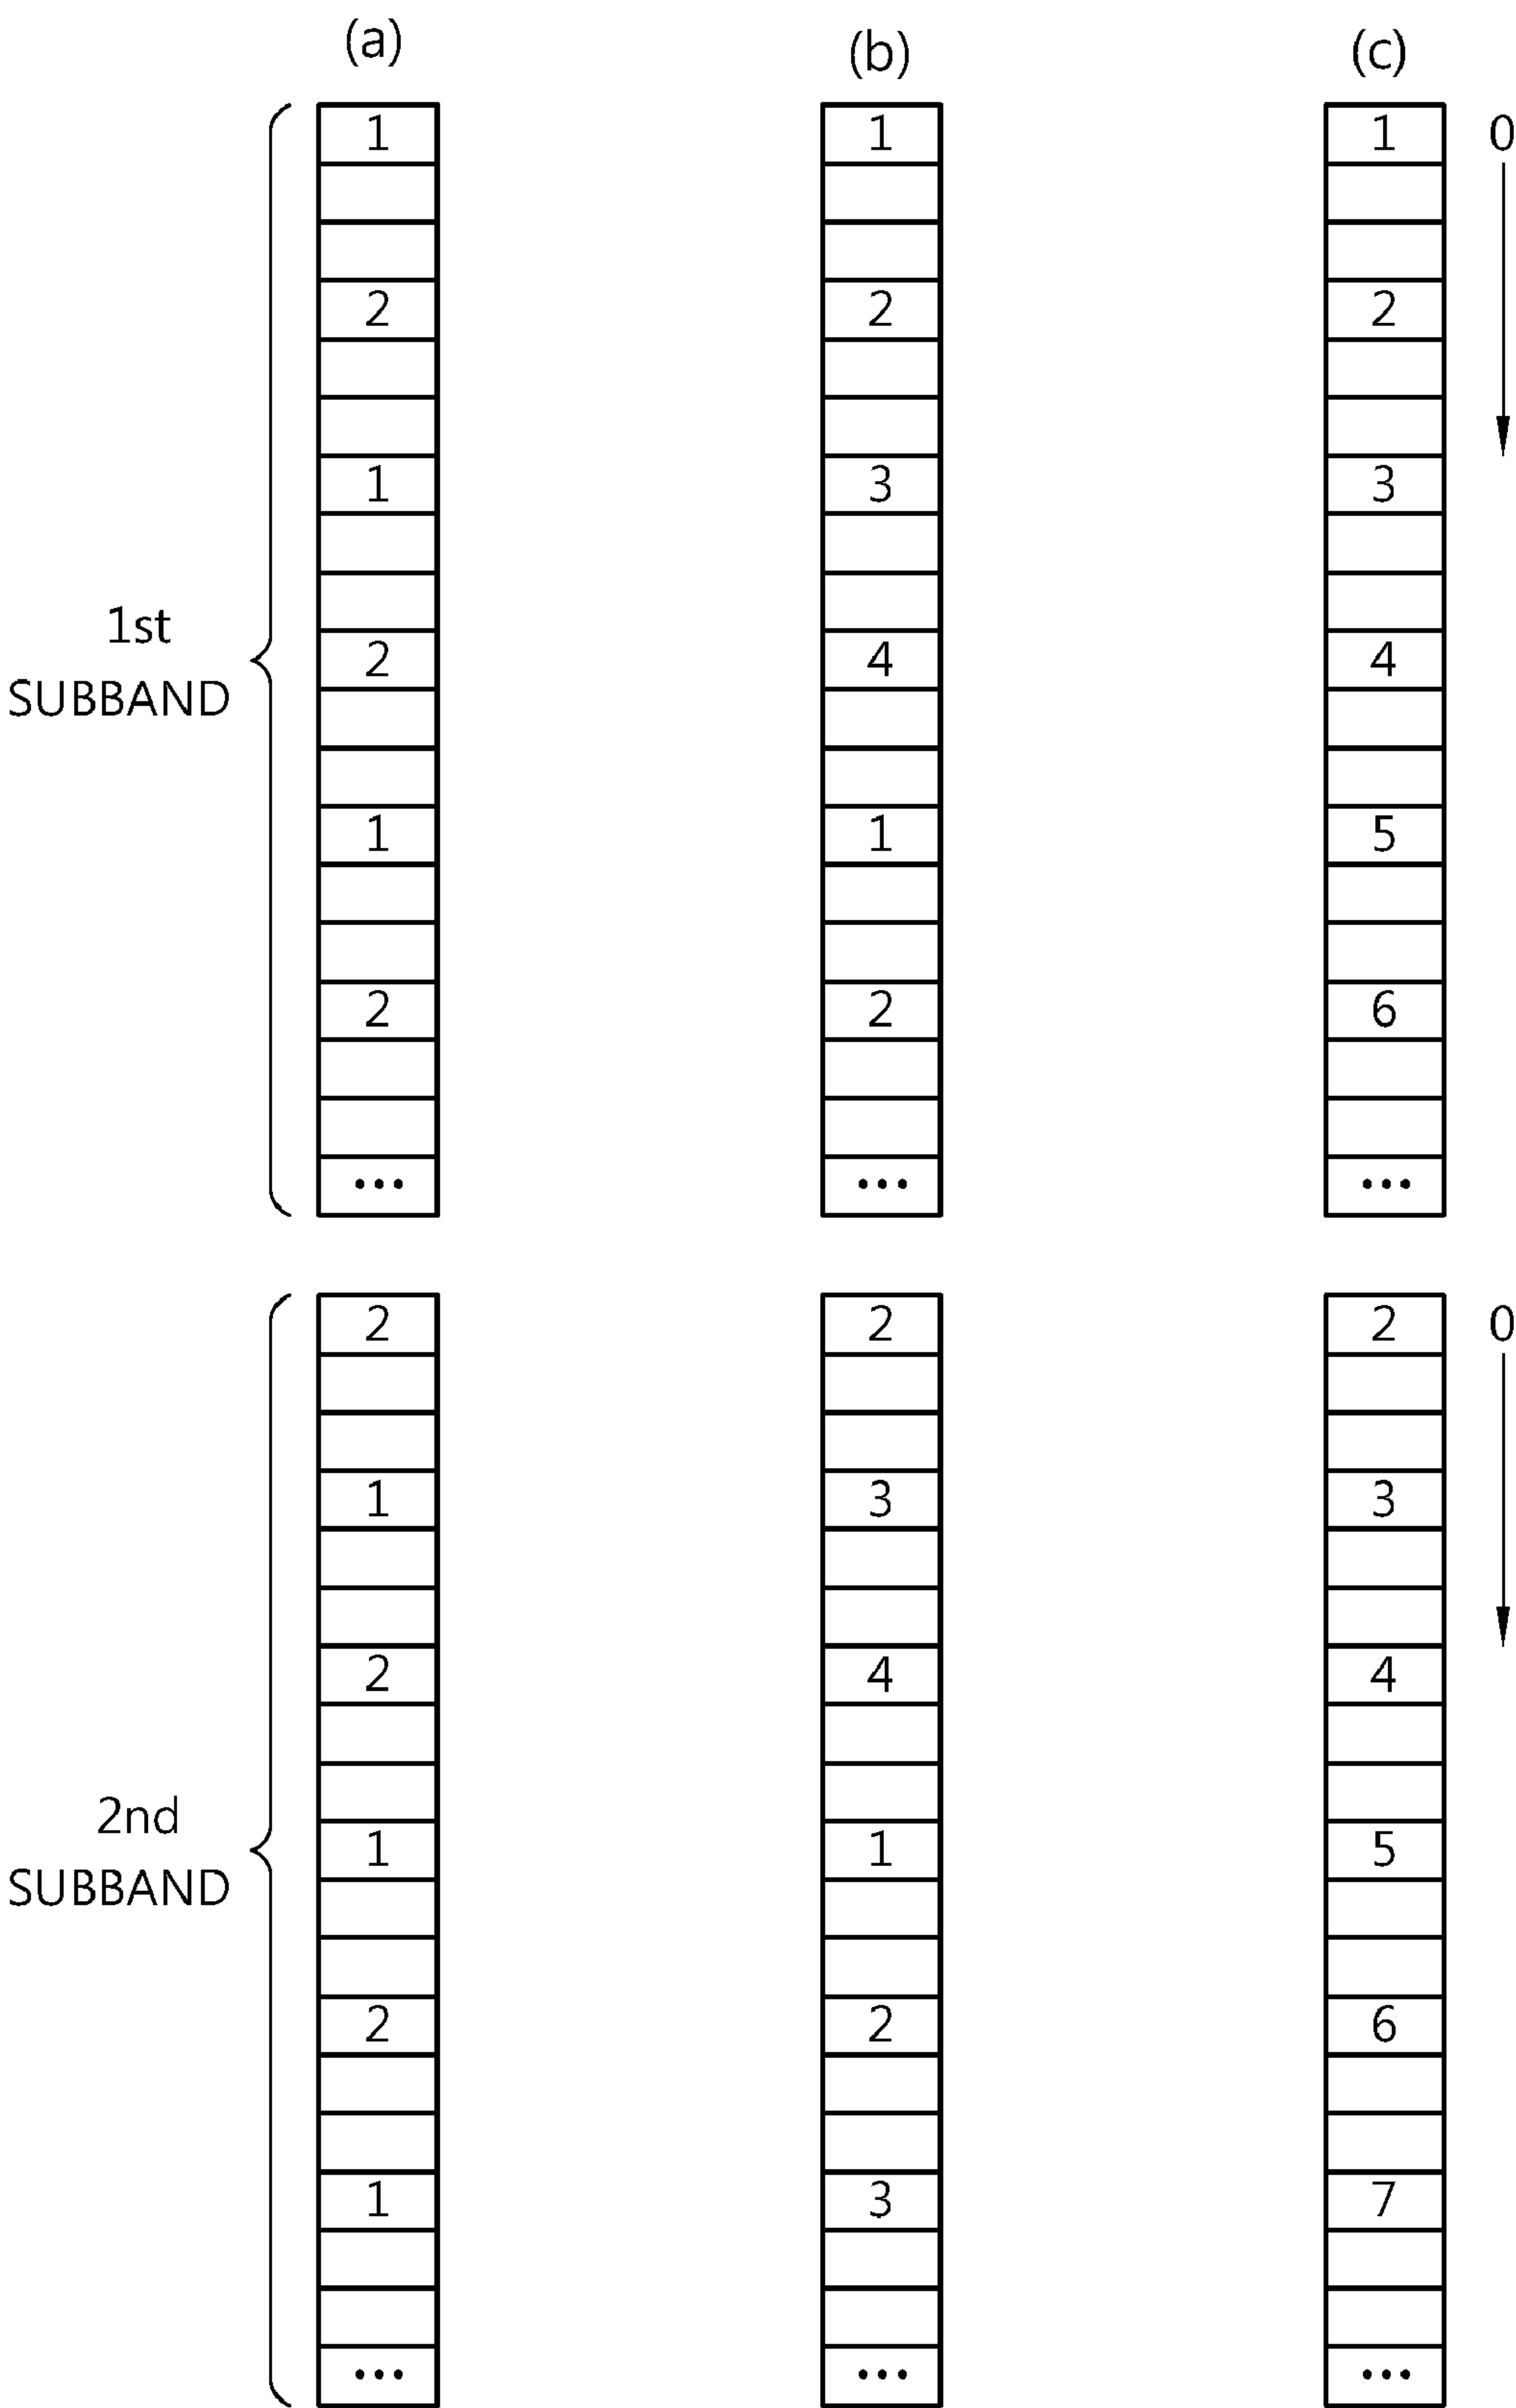 (a) (b) (c)
1 1 1 0
2 2 2
1 3 3
1st
SUBBAND
2 4 4
1 1 5
2 2 6
... ... ...
2 2 2 0
1 3 3
2 4 4
2nd
SUBBAND
1 1 5
2 2 6
1 3 7
... ... ...